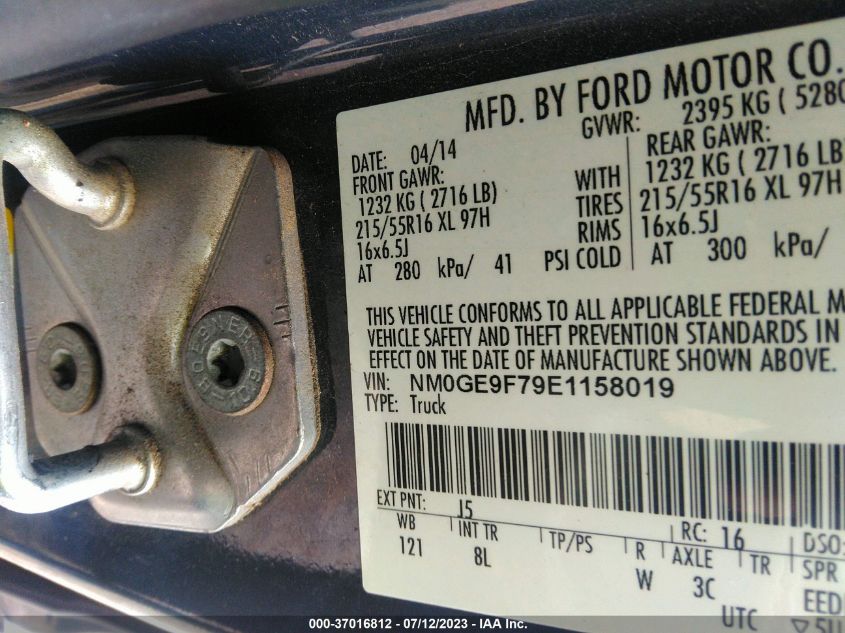 MFD. BY FORD MOTOR CO.
GVWR: 2395 KG ( 5280
DATE: 04/14
FRONT GAWR:
1232 KG ( 2716 LB)
215/55R16 XL 97H
16x6.5J
AT 280 kPa/ 41 PSI COLD
WITH
TIRES
RIMS
REAR GAWR:
1232 KG ( 2716 LB
215/55R16 XL 97H
16x6.5J
AT 300 kPa/
THIS VEHICLE CONFORMS TO ALL APPLICABLE FEDERAL M
VEHICLE SAFETY AND THEFT PREVENTION STANDARDS IN
EFFECT ON THE DATE OF MANUFACTURE SHOWN ABOVE.
VIN: NM0GE9F79E1158019
TYPE: Truck
EXT PNT: J5 RC: 16 DSO:
WB INT TR TP/PS R AXLE TR SPR
121 8L W 3C EED
UTC
000-37016812 - 07/12/2023 - IAA Inc.